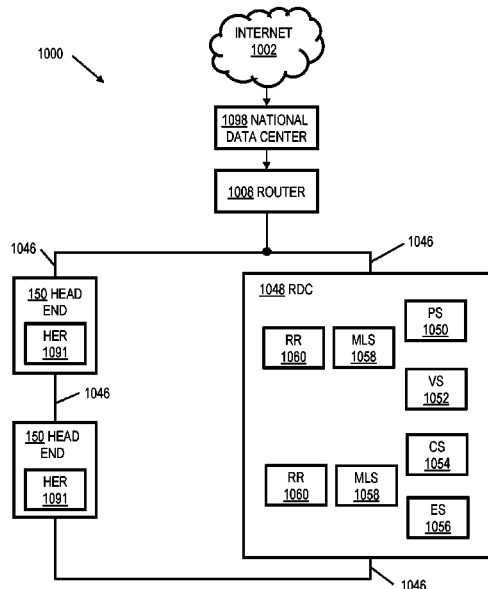 INTERNET
1002
1000
1098 NATIONAL
DATA CENTER
1008 ROUTER
1046
1046
150 HEAD
END
HER
1091
1048 RDC
PS
1050
RR
1060
MLS
1058
VS
1052
1046
150 HEAD
END
HER
1091
CS
1054
RR
1060
MLS
1058
ES
1056
1046